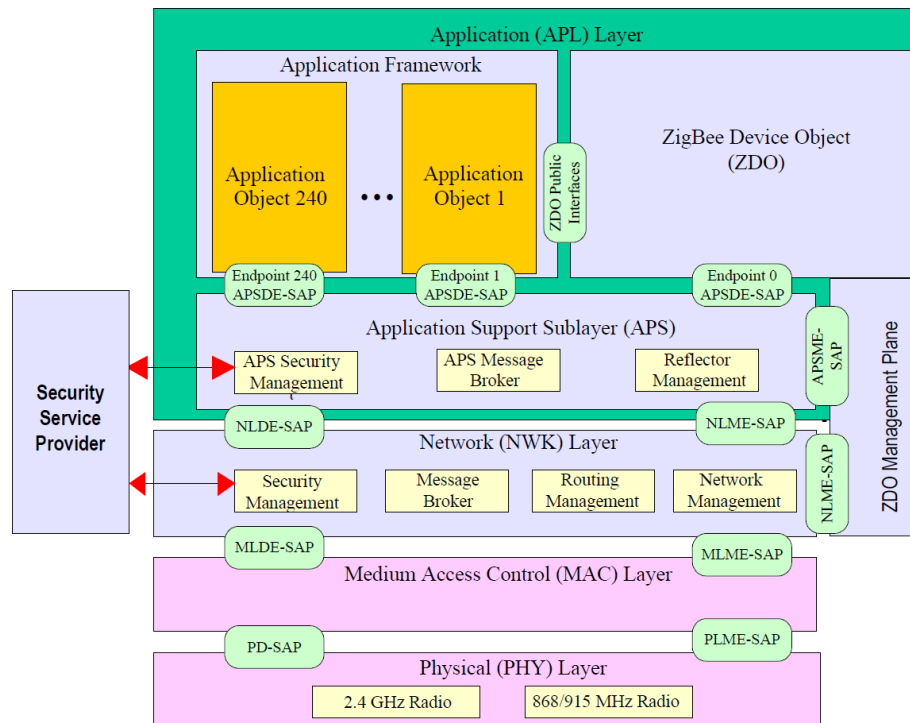 Application (APL) Layer
Application Framework
ZigBee Device Object
(ZDO)
Application
Object 240
...
Application
Object 1
ZDO Public
Interfaces
Endpoint 240
APSDE-SAP
Endpoint 1
APSDE-SAP
Endpoint 0
APSDE-SAP
Application Support Sublayer (APS)
APS Security
Management
APS Message
Broker
Reflector
Management
APSME-
SAP
Security
Service
Provider
ZDO Management Plane
NLDE-SAP
NLME-SAP
Network (NWK) Layer
Security
Management
Message
Broker
Routing
Management
Network
Management
NLME-SAP
MLDE-SAP
MLME-SAP
Medium Access Control (MAC) Layer
PD-SAP
PLME-SAP
Physical (PHY) Layer
2.4 GHz Radio
868/915 MHz Radio